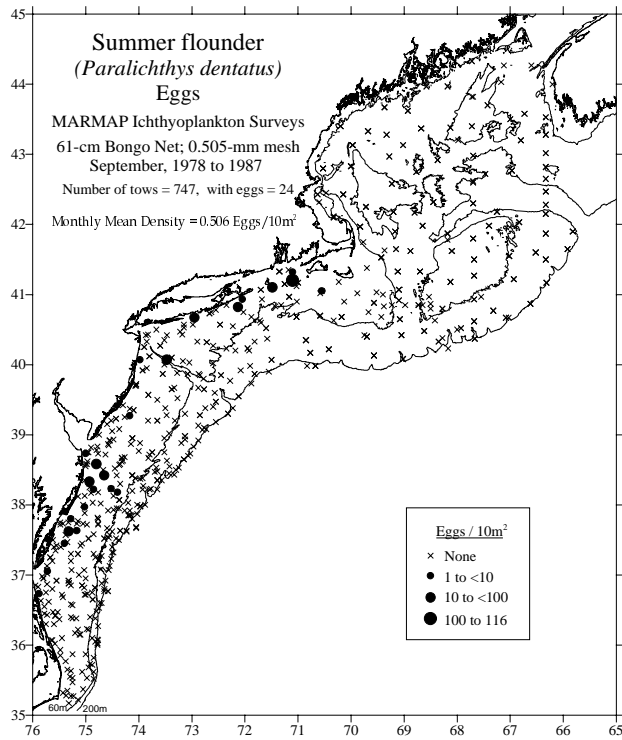 Summer flounder
(Paralichthys dentatus)
Eggs
MARMAP Ichthyoplankton Surveys
61-cm Bongo Net; 0.505-mm mesh
September, 1978 to 1987
Number of tows = 747, with eggs = 24
Monthly Mean Density = 0.506 Eggs/10m²
45
44
43
42
41
40
39
38
37
36
35
Eggs / 10m²
None
1 to <10
10 to <100
100 to 116
60m
200m
76 75 74 73 72 71 70 69 68 67 66 65